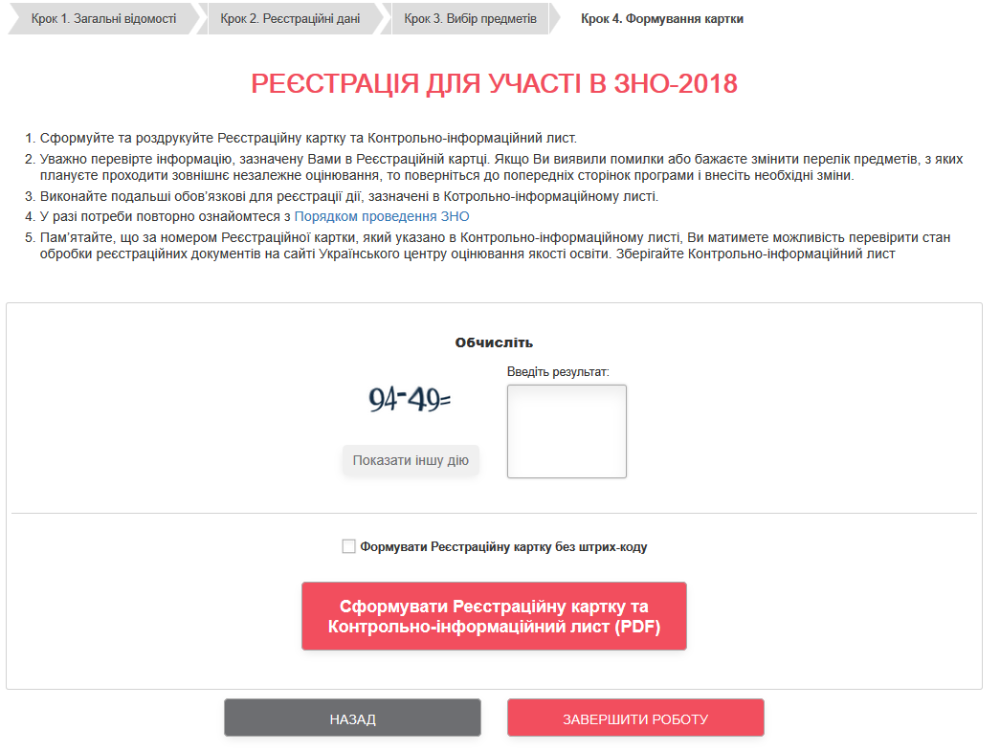 Крок 1. Загальні відомості
Крок 2. Реєстраційні дані
Крок 3. Вибір предметів
Крок 4. Формування картки
РЕЄСТРАЦІЯ ДЛЯ УЧАСТІ В ЗНО-2018
1. Сформуйте та роздрукуйте Реєстраційну картку та Контрольно-інформаційний лист.
2. Уважно перевірте інформацію, зазначену Вами в Реєстраційній картці. Якщо Ви виявили помилки або бажаєте змінити перелік предметів, з яких
плануєте проходити зовнішнє незалежне оцінювання, то поверніться до попередніх сторінок програми і внесіть необхідні зміни.
3. Виконайте подальші обов’язкові для реєстрації дії, зазначені в Котрольно-інформаційному листі.
4. У разі потреби повторно ознайомтеся з Порядком проведення ЗНО
5. Пам’ятайте, що за номером Реєстраційної картки, який указано в Контрольно-інформаційному листі, Ви матимете можливість перевірити стан
обробки реєстраційних документів на сайті Українського центру оцінювання якості освіти. Зберігайте Контрольно-інформаційний лист
Обчисліть
Введіть результат:
94-49=
Показати іншу дію
Формувати Реєстраційну картку без штрих-коду
Сформувати Реєстраційну картку та
Контрольно-інформаційний лист (PDF)
НАЗАД
ЗАВЕРШИТИ РОБОТУ